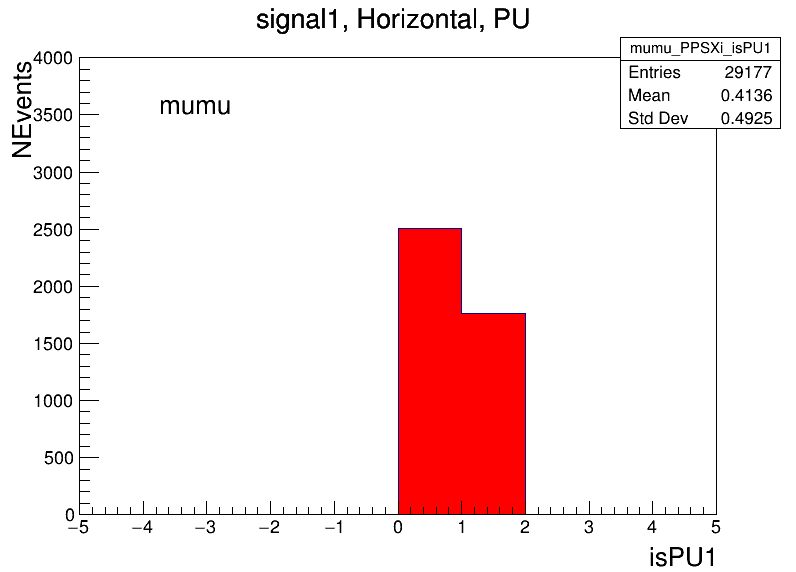 signal1, Horizontal, PU
mumu_PPSXi_isPU1
Entries 29177
Mean 0.4136
Std Dev 0.4925
NEvents
mumu
4000
3500
3000
2500
2000
1500
1000
500
0
−5 −4 −3 −2 −1 0 1 2 3 4 5
isPU1